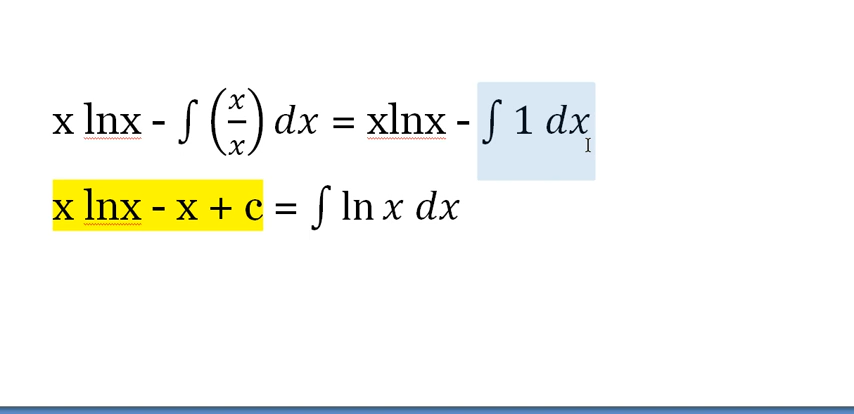 x lnx - ∫ (x/x) dx = xlnx - ∫ 1 dx
x lnx - x + c = ∫ ln x dx